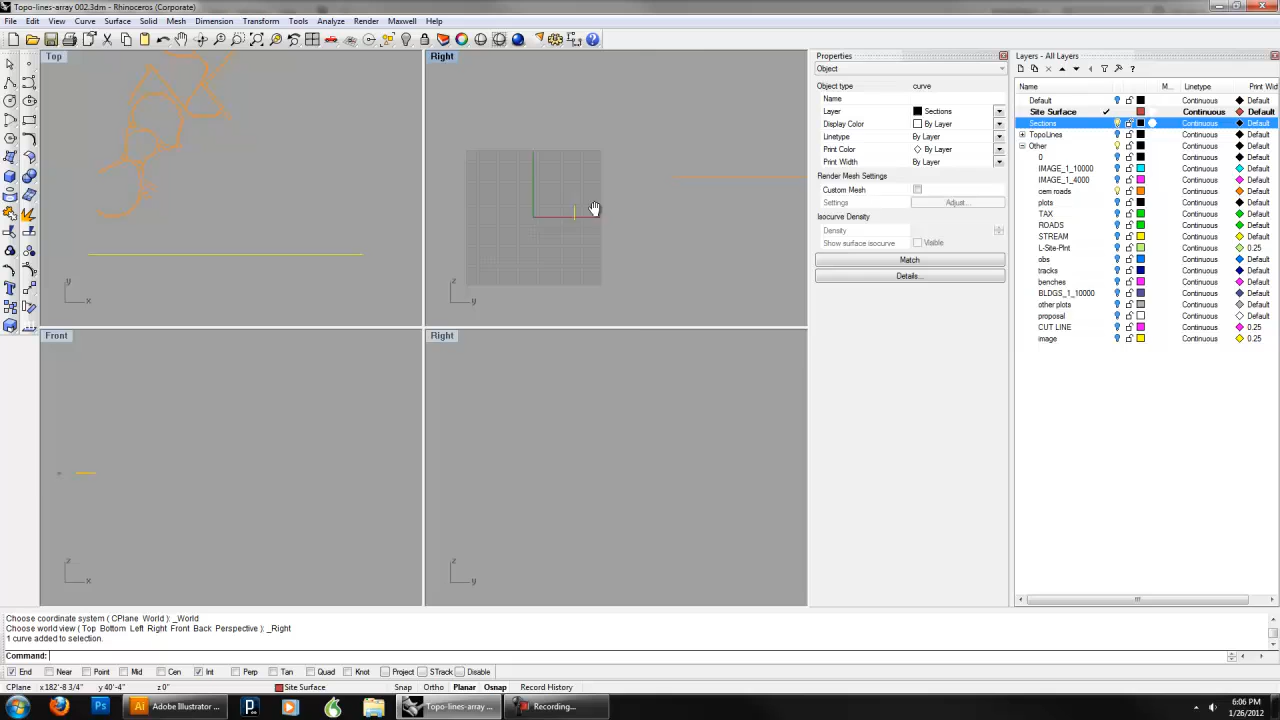 Topo-lines-array 002.3dm - Rhinoceros (Corporate)
File Edit View Curve Surface Solid Mesh Dimension Transform Tools Analyze Render Maxwell Help
Top
y
x
Right
z
y
Front
z
x
Right
z
y
Properties
Object
Object type curve
Name
Layer Sections
Display Color By Layer
Linetype By Layer
Print Color By Layer
Print Width By Layer
Render Mesh Settings
Custom Mesh
Settings Adjust...
Isocurve Density
Density
Show surface isocurve Visible
Match
Details...
Layers - All Layers
Name M... Linetype Print Wid
Default Continuous Default
Site Surface Continuous Default
Sections Continuous Default
TopoLines Continuous Default
Other Continuous Default
0 Continuous Default
IMAGE_1_10000 Continuous Default
IMAGE_1_4000 Continuous Default
cem roads Continuous Default
plots Continuous Default
TAX Continuous Default
ROADS Continuous Default
STREAM Continuous Default
L-Site-Plnt Continuous 0.25
obs Continuous Default
tracks Continuous Default
benches Continuous Default
BLDGS_1_10000 Continuous Default
other plots Continuous Default
proposal Continuous Default
CUT LINE Continuous 0.25
image Continuous 0.25
Choose coordinate system ( CPlane World ): _World
Choose world view ( Top Bottom Left Right Front Back Perspective ): _Right
1 curve added to selection.
Command:
End Near Point Mid Cen Int Perp Tan Quad Knot Project STrack Disable
CPlane x 182'-8 3/4" y 40'-4" z 0" Site Surface Snap Ortho Planar Osnap Record History
Ps
Ai Adobe Illustrator ...
Topo-lines-array ...
Recording...
6:06 PM
1/26/2012